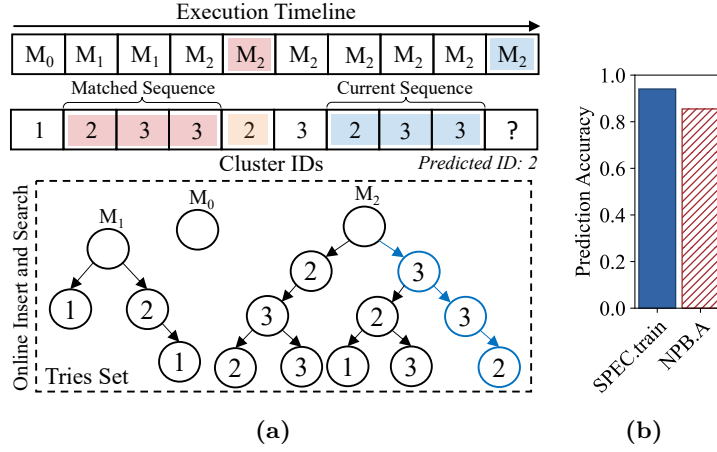 Execution Timeline
M₀ M₁ M₁ M₂ M₂ M₂ M₂ M₂ M₂ M₂
Matched Sequence Current Sequence
1 2 3 3 2 3 2 3 3 ?
Cluster IDs Predicted ID: 2
Online Insert and Search
M₁ M₀ M₂
2 3
1 2 3 2 3
1 2 3 1 3 2
Tries Set
(a)
Prediction Accuracy
1.0
0.8
0.6
0.4
0.2
0.0
SPEC.train
NPB.A
(b)